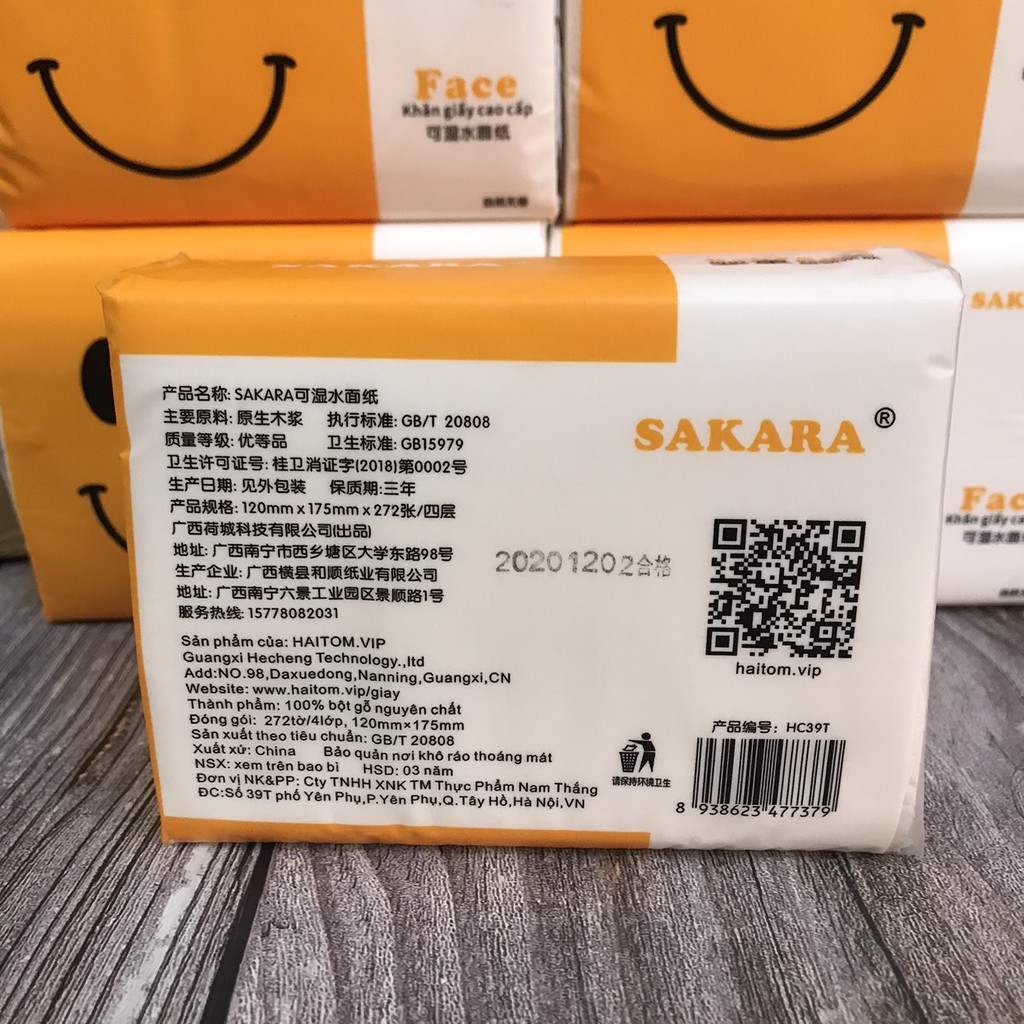 Face
Khăn giấy cao cấp
可湿水面纸
SAKARA
产品名称: SAKARA可湿水面纸
主要原料: 原生木浆 执行标准: GB/T 20808
质量等级: 优等品 卫生标准: GB15979
卫生许可证号: 桂卫消证字(2018)第0002号
生产日期: 见外包装 保质期:三年
产品规格: 120mm x 175mm x 272张/四层
广西荷城科技有限公司(出品)
地址: 广西南宁市西乡塘区大学东路98号
生产企业: 广西横县和顺纸业有限公司
地址: 广西南宁六景工业园区景顺路1号
服务热线: 15778082031
Sản phẩm của: HAITOM.VIP
Guangxi Hecheng Technology.,ltd
Add:NO.98,Daxuedong,Nanning,Guangxi,CN
Website: www.haitom.vip/giay
Thành phẩm: 100% bột gỗ nguyên chất
Đóng gói: 272tờ/4lớp, 120mm×175mm
Sản xuất theo tiêu chuẩn: GB/T 20808
Xuất xứ: China Bảo quản nơi khô ráo thoáng mát
NSX: xem trên bao bì HSD: 03 năm
Đơn vị NK&PP: Cty TNHH XNK TM Thực Phẩm Nam Thắng
ĐC:Số 39T phố Yên Phụ,P.Yên Phụ,Q.Tây Hồ,Hà Nội,VN
20201202合格
SAKARA®
haitom.vip
请保持环境卫生
产品编号: HC39T
8 938623 477379
SAK
Fac
Khăn giấy ca
可湿水面